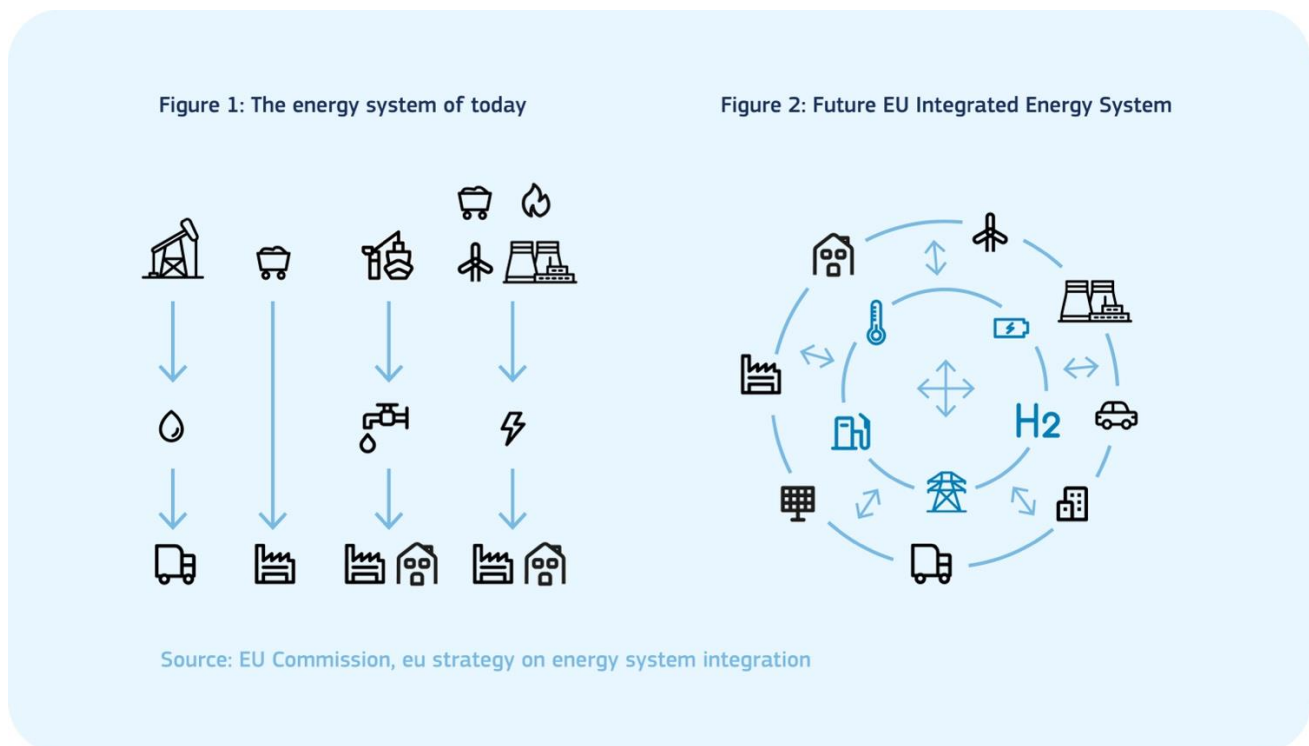 Figure 1: The energy system of today
Figure 2: Future EU Integrated Energy System
H2
Source: EU Commission, eu strategy on energy system integration